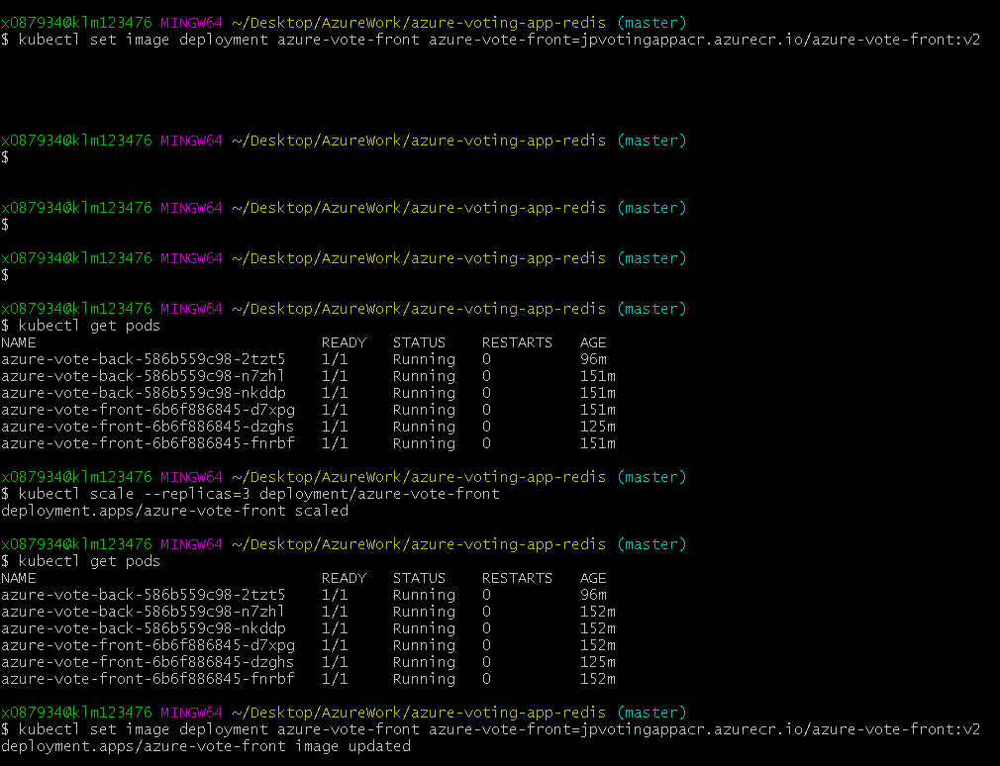 x087934@klm123476 MINGW64 ~/Desktop/AzureWork/azure-voting-app-redis (master)
$ kubectl set image deployment azure-vote-front azure-vote-front=jpvotingappacr.azurecr.io/azure-vote-front:v2
x087934@klm123476 MINGW64 ~/Desktop/AzureWork/azure-voting-app-redis (master)
$
x087934@klm123476 MINGW64 ~/Desktop/AzureWork/azure-voting-app-redis (master)
$
x087934@klm123476 MINGW64 ~/Desktop/AzureWork/azure-voting-app-redis (master)
$
x087934@klm123476 MINGW64 ~/Desktop/AzureWork/azure-voting-app-redis (master)
$ kubectl get pods
NAME                                READY   STATUS    RESTARTS   AGE
azure-vote-back-586b559c98-2tzt5    1/1     Running   0          96m
azure-vote-back-586b559c98-n7zhl    1/1     Running   0          151m
azure-vote-back-586b559c98-nkddp    1/1     Running   0          151m
azure-vote-front-6b6f886845-d7xpg   1/1     Running   0          151m
azure-vote-front-6b6f886845-dzghs   1/1     Running   0          125m
azure-vote-front-6b6f886845-fnrbf   1/1     Running   0          151m
x087934@klm123476 MINGW64 ~/Desktop/AzureWork/azure-voting-app-redis (master)
$ kubectl scale --replicas=3 deployment/azure-vote-front
deployment.apps/azure-vote-front scaled
x087934@klm123476 MINGW64 ~/Desktop/AzureWork/azure-voting-app-redis (master)
$ kubectl get pods
NAME                                READY   STATUS    RESTARTS   AGE
azure-vote-back-586b559c98-2tzt5    1/1     Running   0          96m
azure-vote-back-586b559c98-n7zhl    1/1     Running   0          152m
azure-vote-back-586b559c98-nkddp    1/1     Running   0          152m
azure-vote-front-6b6f886845-d7xpg   1/1     Running   0          152m
azure-vote-front-6b6f886845-dzghs   1/1     Running   0          125m
azure-vote-front-6b6f886845-fnrbf   1/1     Running   0          152m
x087934@klm123476 MINGW64 ~/Desktop/AzureWork/azure-voting-app-redis (master)
$ kubectl set image deployment azure-vote-front azure-vote-front=jpvotingappacr.azurecr.io/azure-vote-front:v2
deployment.apps/azure-vote-front image updated